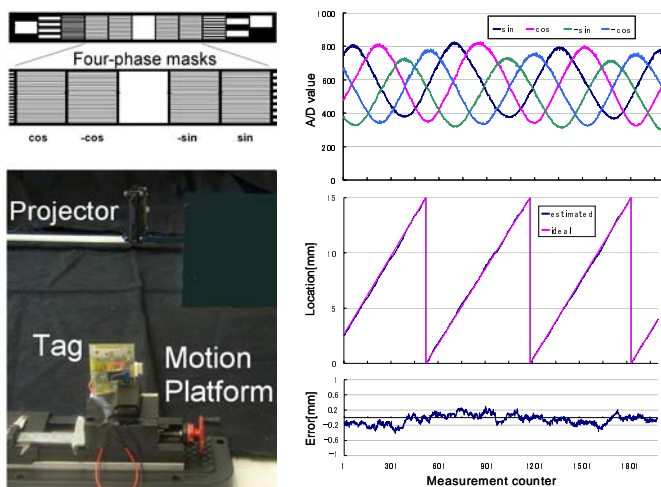 Four-phase masks
cos -cos -sin sin
Projector
Tag
Motion
Platform
sin cos -sin -cos
A/D value
1000
800
600
400
200
0
estimated
ideal
Location[mm]
15
10
5
0
Error[mm]
1
0.6
0.2
-0.2
-0.6
-1
1 301 601 901 1201 1501 1801
Measurement counter